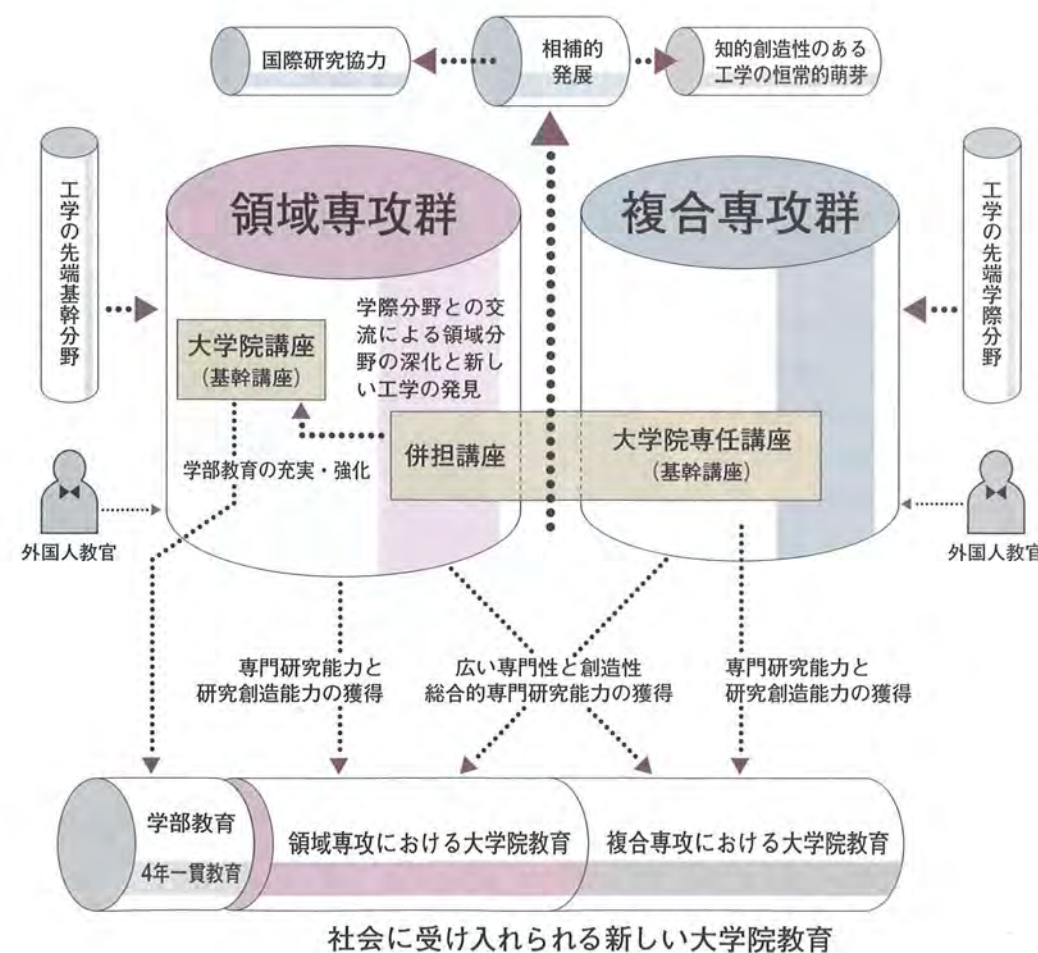 国際研究協力
相補的
発展
知的創造性のある
工学の恒常的萌芽
工学の先端基幹分野
領域専攻群
複合専攻群
工学の先端学際分野
学際分野との交
流による領域分
野の深化と新し
い工学の発見
大学院講座
(基幹講座)
併担講座
大学院専任講座
(基幹講座)
学部教育の充実・強化
外国人教官
外国人教官
専門研究能力と
研究創造能力の獲得
広い専門性と創造性
総合的専門研究能力の獲得
専門研究能力と
研究創造能力の獲得
学部教育
4年一貫教育
領域専攻における大学院教育
複合専攻における大学院教育
社会に受け入れられる新しい大学院教育